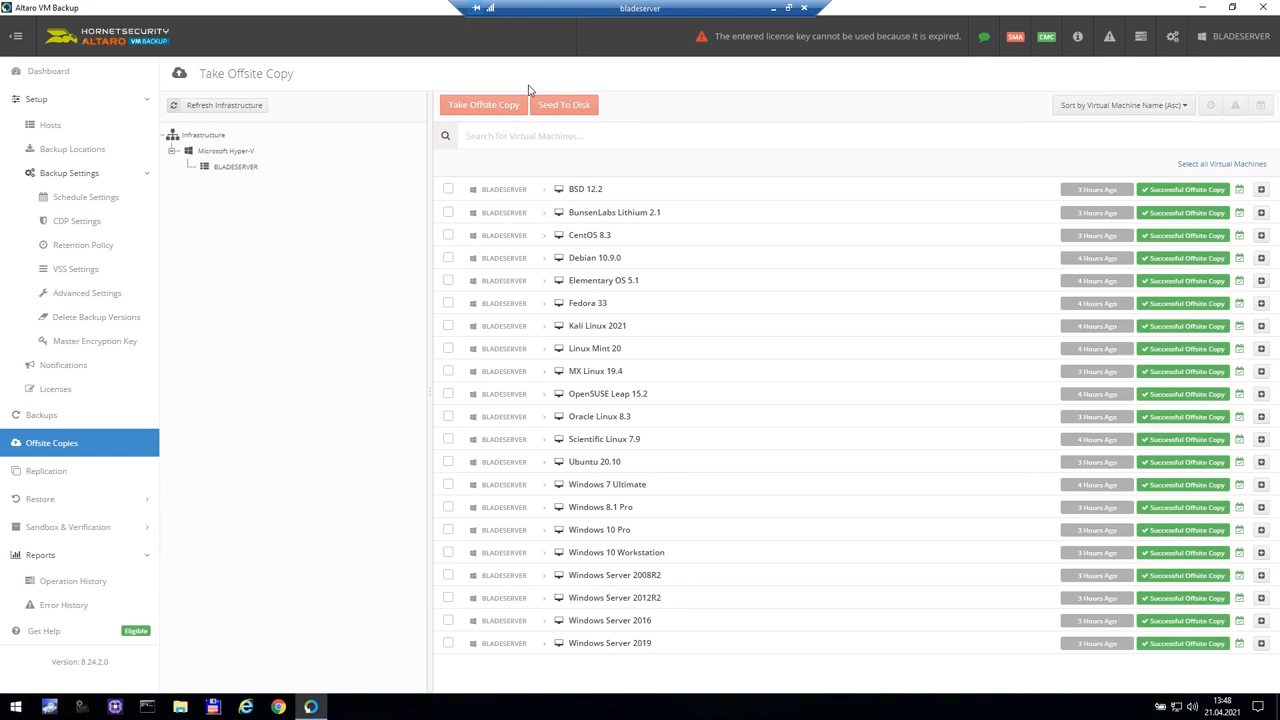 Altaro VM Backup
bladeserver
HORNETSECURITY
ALTARO VM BACKUP
The entered license key cannot be used because it is expired.
SMA
CMC
BLADESERVER
Dashboard
Setup
Hosts
Backup Locations
Backup Settings
Schedule Settings
CDP Settings
Retention Policy
VSS Settings
Advanced Settings
Delete Backup Versions
Master Encryption Key
Notifications
Licenses
Backups
Offsite Copies
Replication
Restore
Sandbox & Verification
Reports
Operation History
Error History
Get Help Eligible
Version: 8.24.2.0
Take Offsite Copy
Refresh Infrastructure
Infrastructure
Microsoft Hyper-V
BLADESERVER
Take Offsite Copy Seed To Disk Sort by Virtual Machine Name (Asc)
Search for Virtual Machines...
Select all Virtual Machines
BLADESERVER › BSD 12.2 3 Hours Ago Successful Offsite Copy
BLADESERVER › BunsenLabs Lithium 2.1 3 Hours Ago Successful Offsite Copy
BLADESERVER › CentOS 8.3 3 Hours Ago Successful Offsite Copy
BLADESERVER › Debian 10.9.0 4 Hours Ago Successful Offsite Copy
BLADESERVER › Elementary OS 5.1 4 Hours Ago Successful Offsite Copy
BLADESERVER › Fedora 33 4 Hours Ago Successful Offsite Copy
BLADESERVER › Kali Linux 2021 4 Hours Ago Successful Offsite Copy
BLADESERVER › Linux Mint 20 4 Hours Ago Successful Offsite Copy
BLADESERVER › MX Linux 19.4 3 Hours Ago Successful Offsite Copy
BLADESERVER › OpenSUSE Leap 15.2 4 Hours Ago Successful Offsite Copy
BLADESERVER › Oracle Linux 8.3 3 Hours Ago Successful Offsite Copy
BLADESERVER › Scientific Linux 7.9 4 Hours Ago Successful Offsite Copy
BLADESERVER › Ubuntu 20.10 3 Hours Ago Successful Offsite Copy
BLADESERVER › Windows 7 Ultimate 4 Hours Ago Successful Offsite Copy
BLADESERVER › Windows 8.1 Pro 3 Hours Ago Successful Offsite Copy
BLADESERVER › Windows 10 Pro 3 Hours Ago Successful Offsite Copy
BLADESERVER › Windows 10 Workstation 3 Hours Ago Successful Offsite Copy
BLADESERVER › Windows Server 2008R2 3 Hours Ago Successful Offsite Copy
BLADESERVER › Windows Server 2012R2 3 Hours Ago Successful Offsite Copy
BLADESERVER › Windows Server 2016 3 Hours Ago Successful Offsite Copy
BLADESERVER › Windows Server 2019 3 Hours Ago Successful Offsite Copy
13:48
21.04.2021